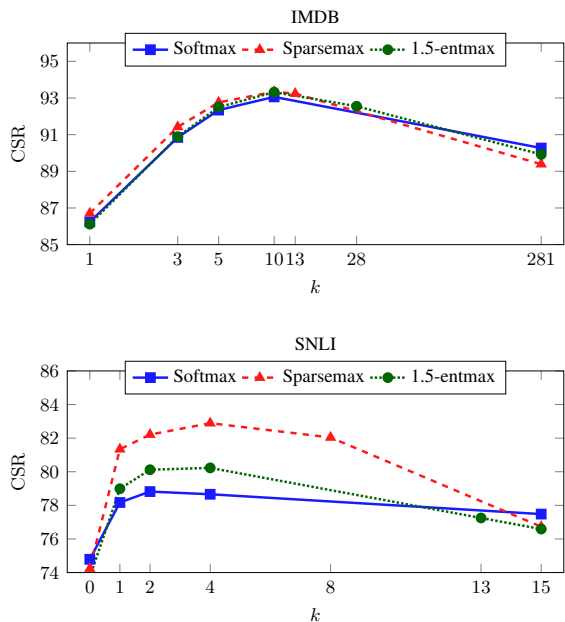 IMDB
Softmax Sparsemax 1.5-entmax
95
93
91
89
87
85
CSR
1 3 5 10 13 28 281
k
SNLI
Softmax Sparsemax 1.5-entmax
86
84
82
80
78
76
74
CSR
0 1 2 4 8 13 15
k